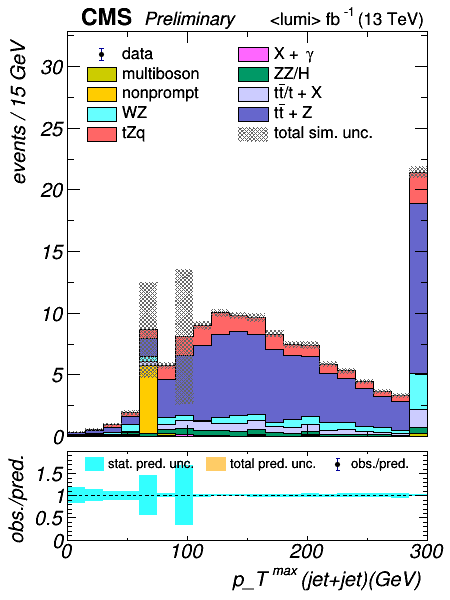 CMS Preliminary <lumi> fb⁻¹ (13 TeV)
events / 15 GeV
30
25
20
15
10
5
0
data
multiboson
nonprompt
WZ
tZq
X + γ
ZZ/H
tt̄/t + X
tt̄ + Z
total sim. unc.
obs./pred.
1.5
1
0.5
0
stat. pred. unc. total pred. unc. obs./pred.
0 100 200 300
p_T^max (jet+jet)(GeV)